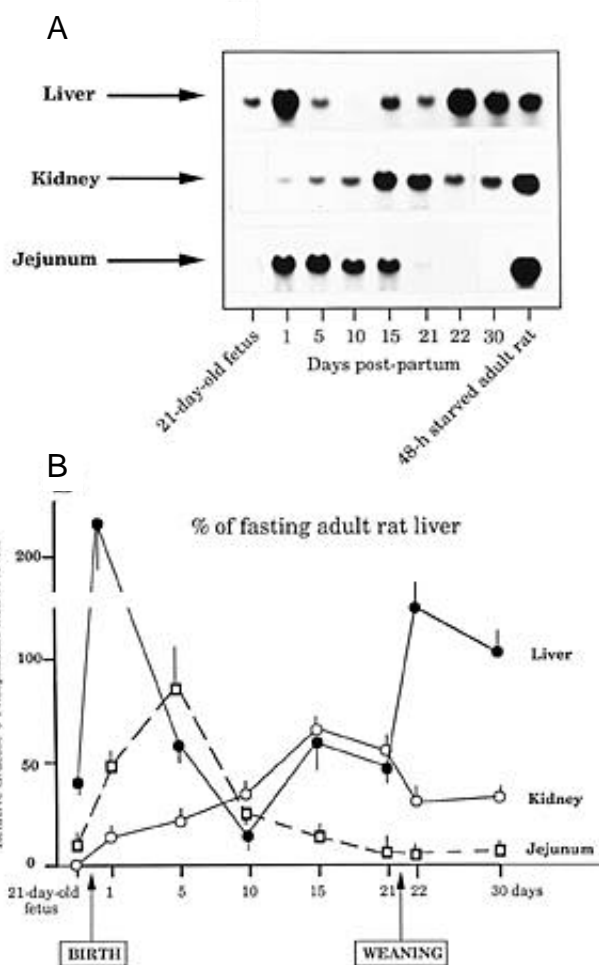 A
Liver
Kidney
Jejunum
1 5 10 15 21 22 30
Days post-partum
21-day-old fetus
48-h starved adult rat
B
% of fasting adult rat liver
200
100
50
0
Liver
Kidney
Jejunum
21-day-old fetus
1 5 10 15 21 22 30 days
BIRTH
WEANING